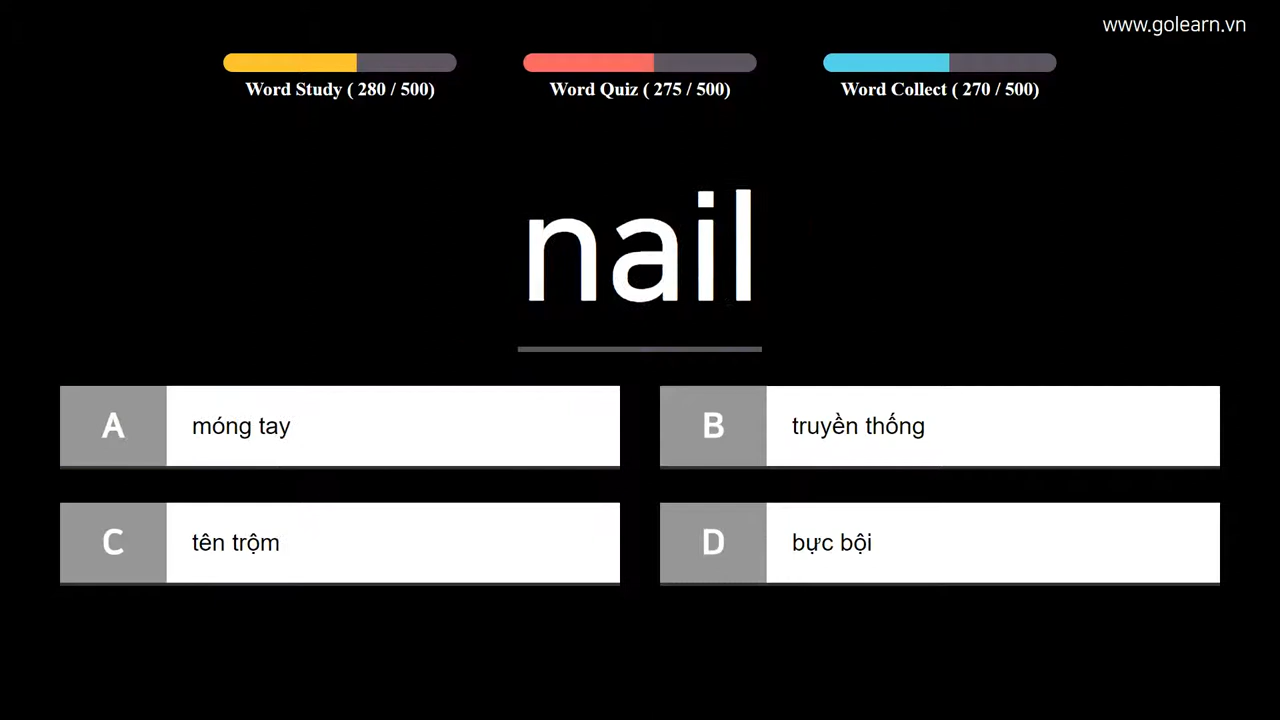 www.golearn.vn
Word Study ( 280 / 500)
Word Quiz ( 275 / 500)
Word Collect ( 270 / 500)
nail
A móng tay
B truyền thống
C tên trộm
D bực bội